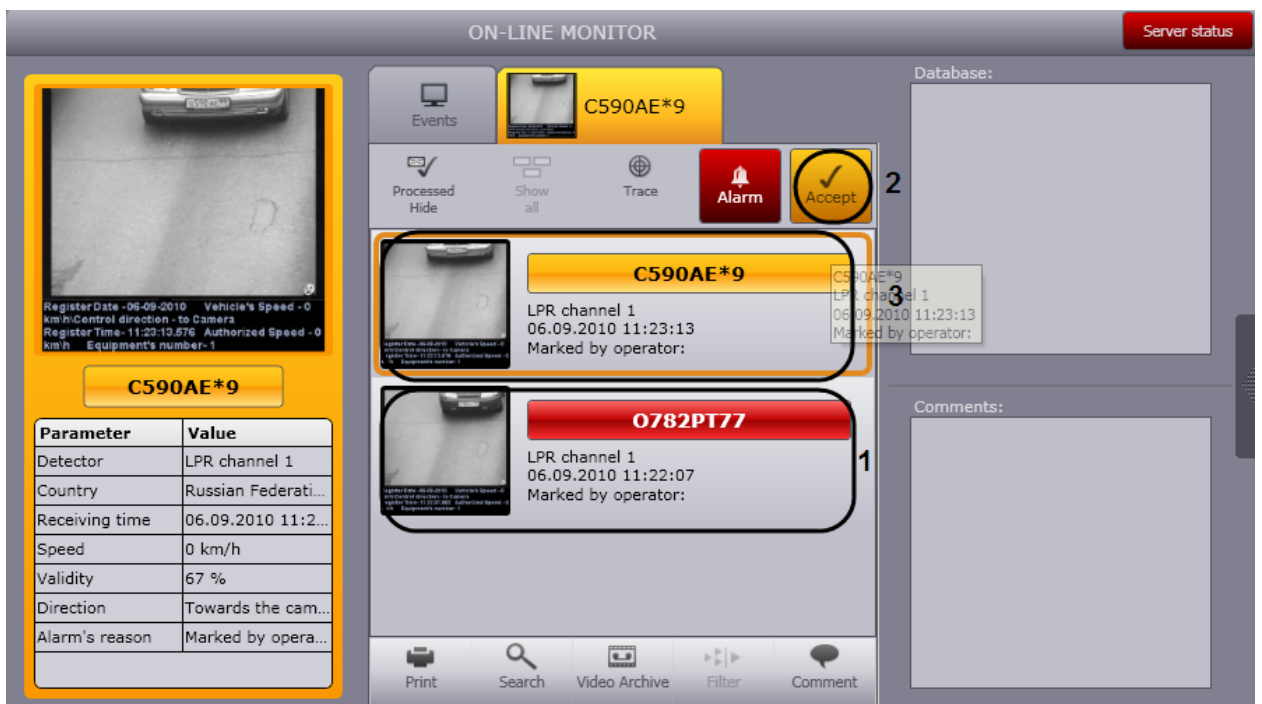 ON-LINE MONITOR
Server status
Register Date -06-09-2010 Vehicle's Speed - 0
km\h\Control direction - to Camera
Register Time- 11:23:13.576 Authorized Speed - 0
km\h Equipment's number- 1
C590AE*9
Parameter Value
Detector LPR channel 1
Country Russian Federati...
Receiving time 06.09.2010 11:2...
Speed 0 km/h
Validity 67 %
Direction Towards the cam...
Alarm's reason Marked by opera...
Events
C590AE*9
Processed
Hide
Show
all
Trace
Alarm
Accept
2
C590AE*9
LPR channel 1
06.09.2010 11:23:13
Marked by operator:
C590AE*9
LPR channel 1
06.09.2010 11:23:13
Marked by operator:
3
O782PT77
LPR channel 1
06.09.2010 11:22:07
Marked by operator:
1
Print
Search
Video Archive
Filter
Comment
Database:
Comments: